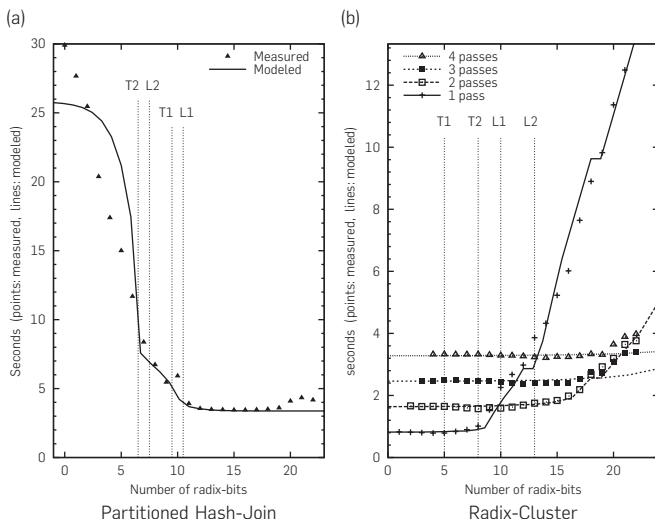 (a)
30
25
20
15
10
5
0
Seconds (points: measured, lines: modeled)
Measured
Modeled
T2 L2
T1 L1
0 5 10 15 20
Number of radix-bits
Partitioned Hash-Join
(b)
12
10
8
6
4
2
0
Seconds (points: measured, lines: modeled)
4 passes
3 passes
2 passes
1 pass
T1 T2 L1 L2
0 5 10 15 20
Number of radix-bits
Radix-Cluster